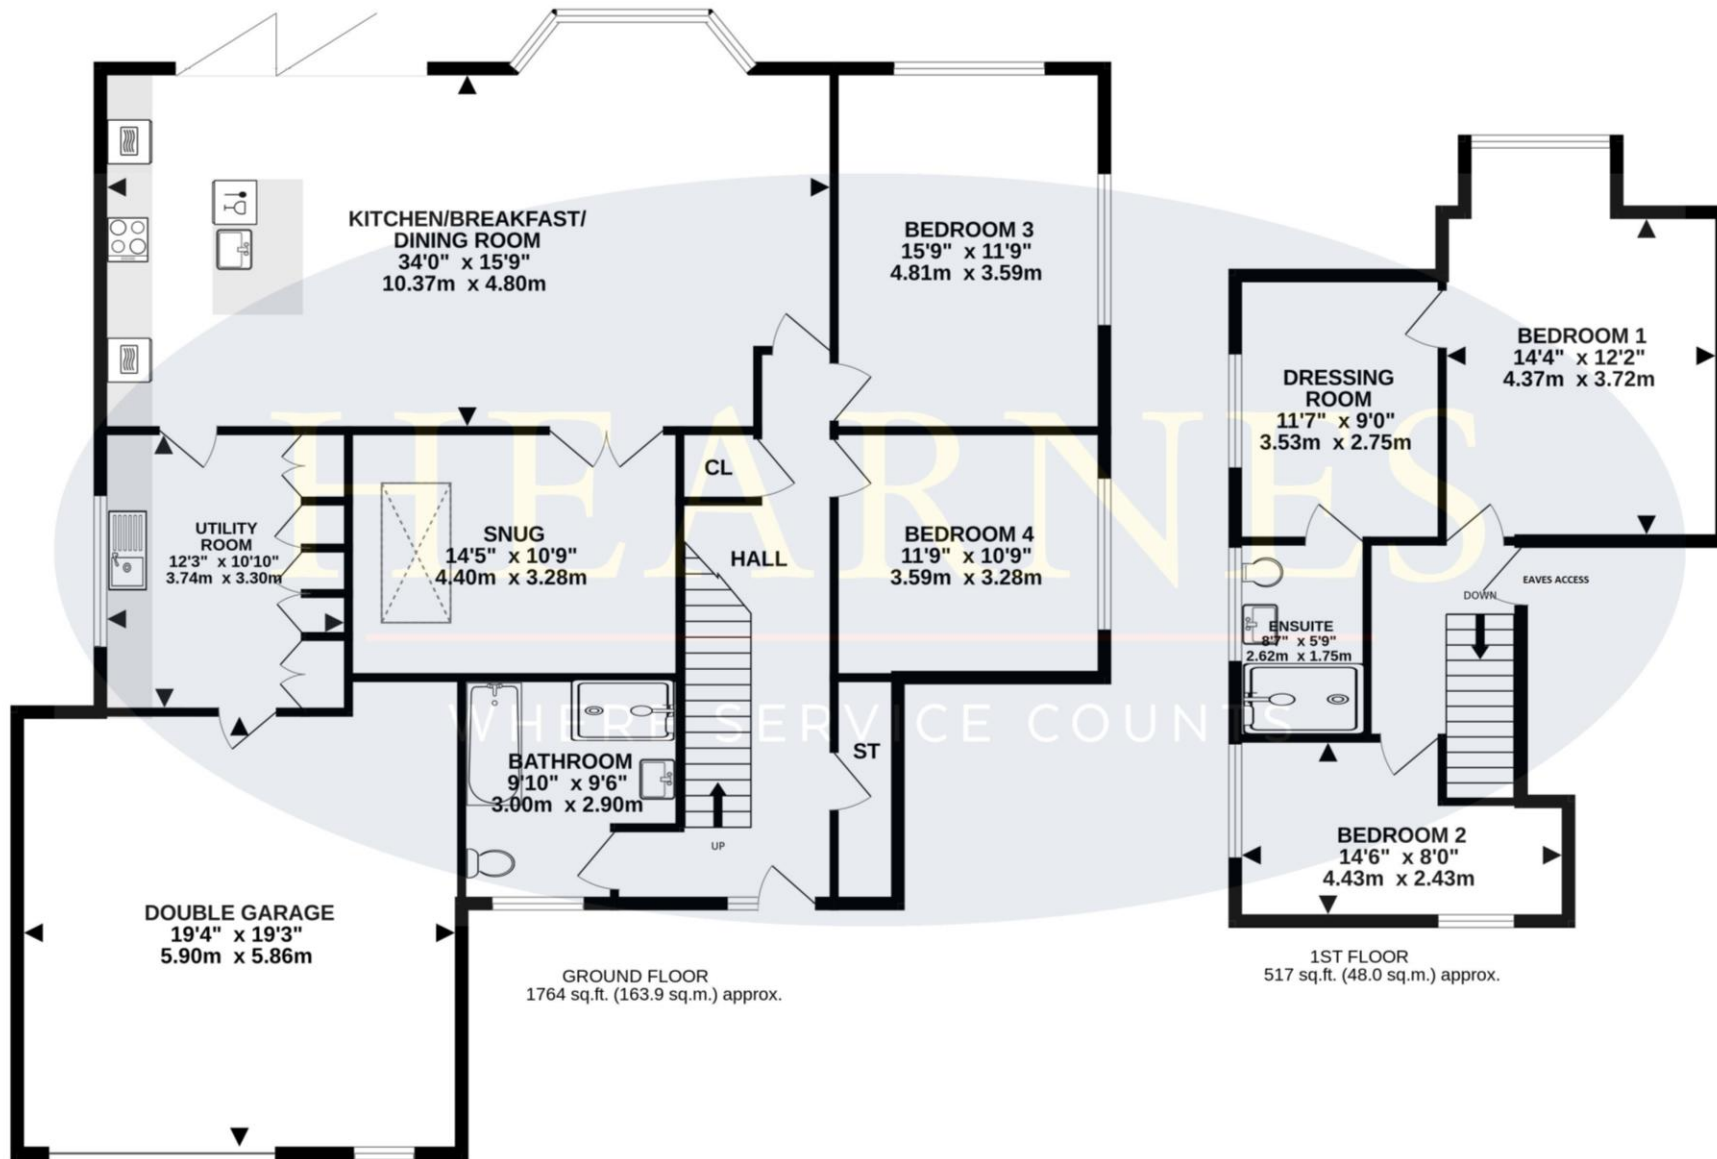 KITCHEN/BREAKFAST/
DINING ROOM
34'0" x 15'9"
10.37m x 4.80m
BEDROOM 3
15'9" x 11'9"
4.81m x 3.59m
BEDROOM 1
14'4" x 12'2"
4.37m x 3.72m
DRESSING
ROOM
11'7" x 9'0"
3.53m x 2.75m
HEARNES
CL
UTILITY
ROOM
12'3" x 10'10"
3.74m x 3.30m
SNUG
14'5" x 10'9"
4.40m x 3.28m
HALL
BEDROOM 4
11'9" x 10'9"
3.59m x 3.28m
EAVES ACCESS
DOWN
ENSUITE
8'7" x 5'9"
2.62m x 1.75m
WHERE SERVICE COUNTS
ST
BATHROOM
9'10" x 9'6"
3.00m x 2.90m
UP
BEDROOM 2
14'6" x 8'0"
4.43m x 2.43m
DOUBLE GARAGE
19'4" x 19'3"
5.90m x 5.86m
GROUND FLOOR
1764 sq.ft. (163.9 sq.m.) approx.
1ST FLOOR
517 sq.ft. (48.0 sq.m.) approx.